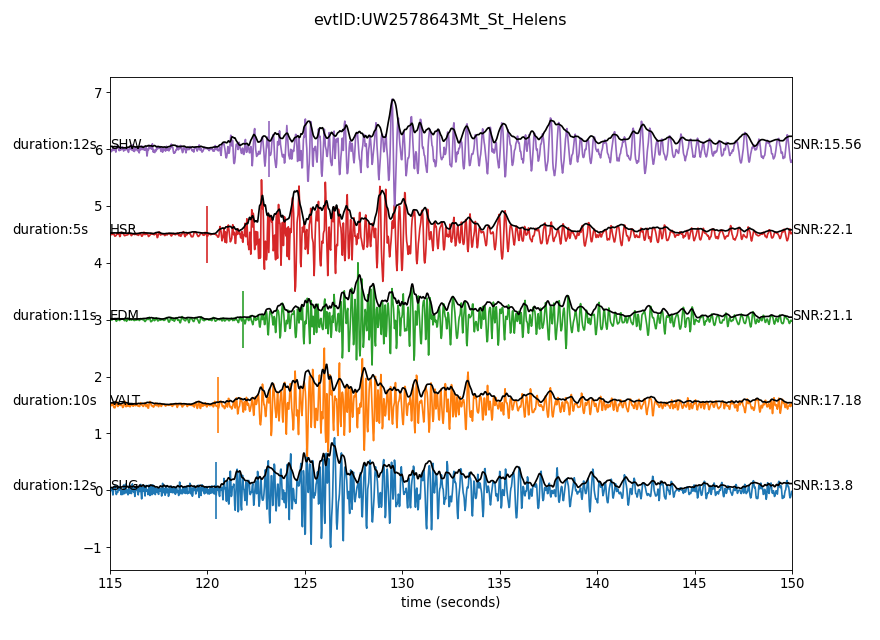 evtID:UW2578643Mt_St_Helens
7
duration:12s SHW SNR:15.56
6
5
duration:5s HSR SNR:22.1
4
duration:11s EDM SNR:21.1
3
2
duration:10s VALT SNR:17.18
1
duration:12s SUG SNR:13.8
0
−1
115 120 125 130 135 140 145 150
time (seconds)